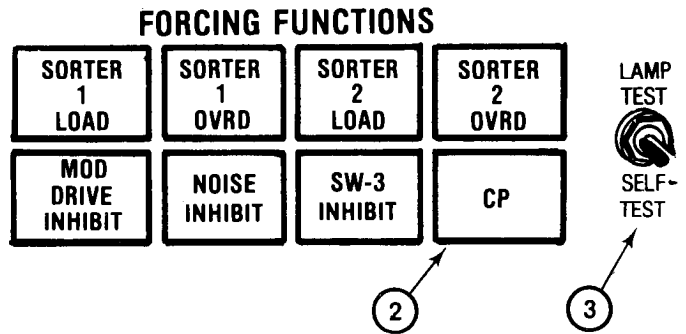 FORCING FUNCTIONS
SORTER
1
LOAD
SORTER
1
OVRD
SORTER
2
LOAD
SORTER
2
OVRD
LAMP
TEST
MOD
DRIVE
INHIBIT
NOISE
INHIBIT
SW-3
INHIBIT
CP
SELF-
TEST
2
3